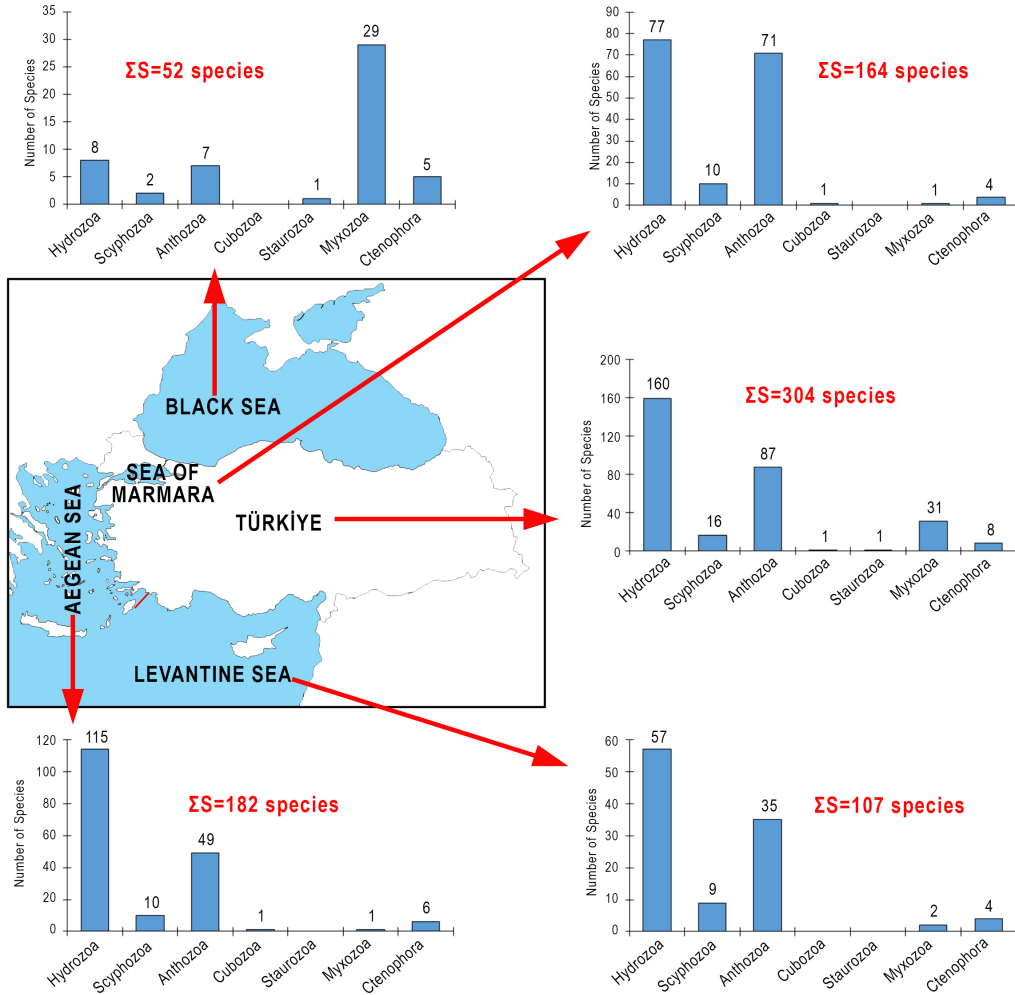 35
30
25
20
15
10
5
0
Number of Species
ΣS=52 species
8
2
7
1
29
5
Hydrozoa
Scyphozoa
Anthozoa
Cubozoa
Staurozoa
Myxozoa
Ctenophora
90
80
70
60
50
40
30
20
10
0
Number of Species
ΣS=164 species
77
10
71
1
1
4
Hydrozoa
Scyphozoa
Anthozoa
Cubozoa
Staurozoa
Myxozoa
Ctenophora
BLACK SEA
SEA OF
MARMARA
TÜRKİYE
AEGEAN SEA
LEVANTINE SEA
200
160
120
80
40
0
Number of Species
ΣS=304 species
160
16
87
1
1
31
8
Hydrozoa
Scyphozoa
Anthozoa
Cubozoa
Staurozoa
Myxozoa
Ctenophora
120
100
80
60
40
20
0
Number of Species
ΣS=182 species
115
10
49
1
1
6
Hydrozoa
Scyphozoa
Anthozoa
Cubozoa
Staurozoa
Myxozoa
Ctenophora
60
50
40
30
20
10
0
Number of Species
ΣS=107 species
57
9
35
2
4
Hydrozoa
Scyphozoa
Anthozoa
Cubozoa
Staurozoa
Myxozoa
Ctenophora